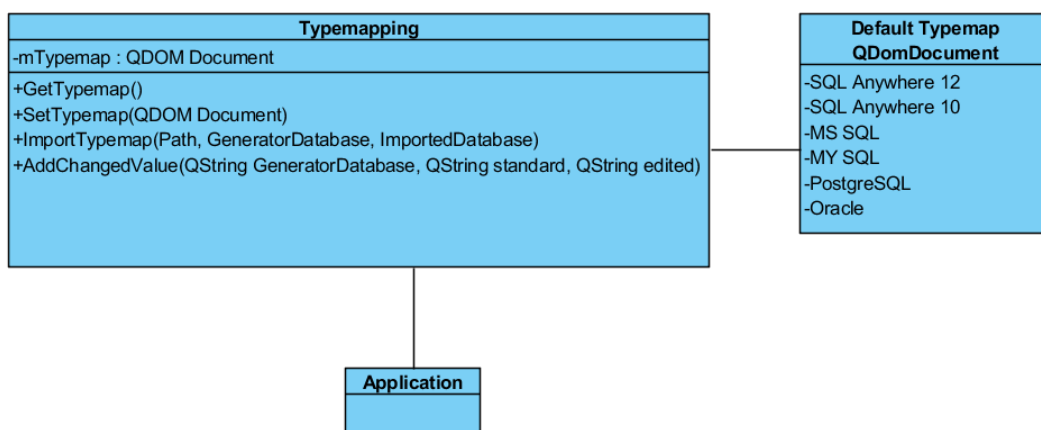 Typemapping
-mTypemap : QDOM Document
+GetTypemap()
+SetTypemap(QDOM Document)
+ImportTypemap(Path, GeneratorDatabase, ImportedDatabase)
+AddChangedValue(QString GeneratorDatabase, QString standard, QString edited)
Default Typemap
QDomDocument
-SQL Anywhere 12
-SQL Anywhere 10
-MS SQL
-MY SQL
-PostgreSQL
-Oracle
Application